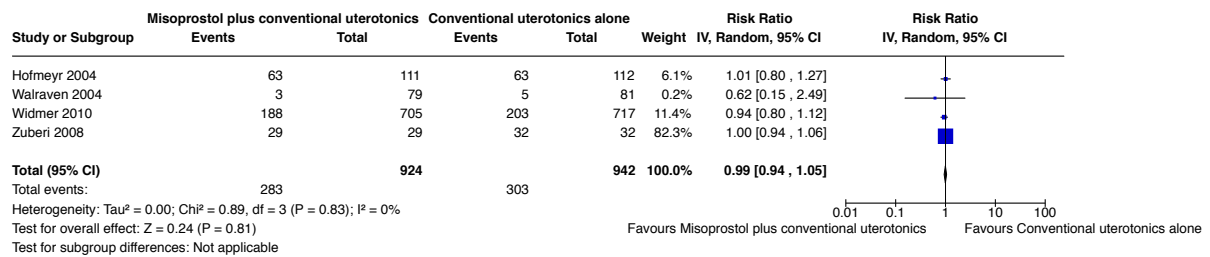 Misoprostol plus conventional uterotonics Conventional uterotonics alone Risk Ratio Risk Ratio
Study or Subgroup Events Total Events Total Weight IV, Random, 95% CI IV, Random, 95% CI
Hofmeyr 2004 63 111 63 112 6.1% 1.01 [0.80 , 1.27]
Walraven 2004 3 79 5 81 0.2% 0.62 [0.15 , 2.49]
Widmer 2010 188 705 203 717 11.4% 0.94 [0.80 , 1.12]
Zuberi 2008 29 29 32 32 82.3% 1.00 [0.94 , 1.06]
Total (95% CI) 924 942 100.0% 0.99 [0.94 , 1.05]
Total events: 283 303
Heterogeneity: Tau² = 0.00; Chi² = 0.89, df = 3 (P = 0.83); I² = 0%
0.01 0.1 1 10 100
Test for overall effect: Z = 0.24 (P = 0.81)
Favours Misoprostol plus conventional uterotonics Favours Conventional uterotonics alone
Test for subgroup differences: Not applicable